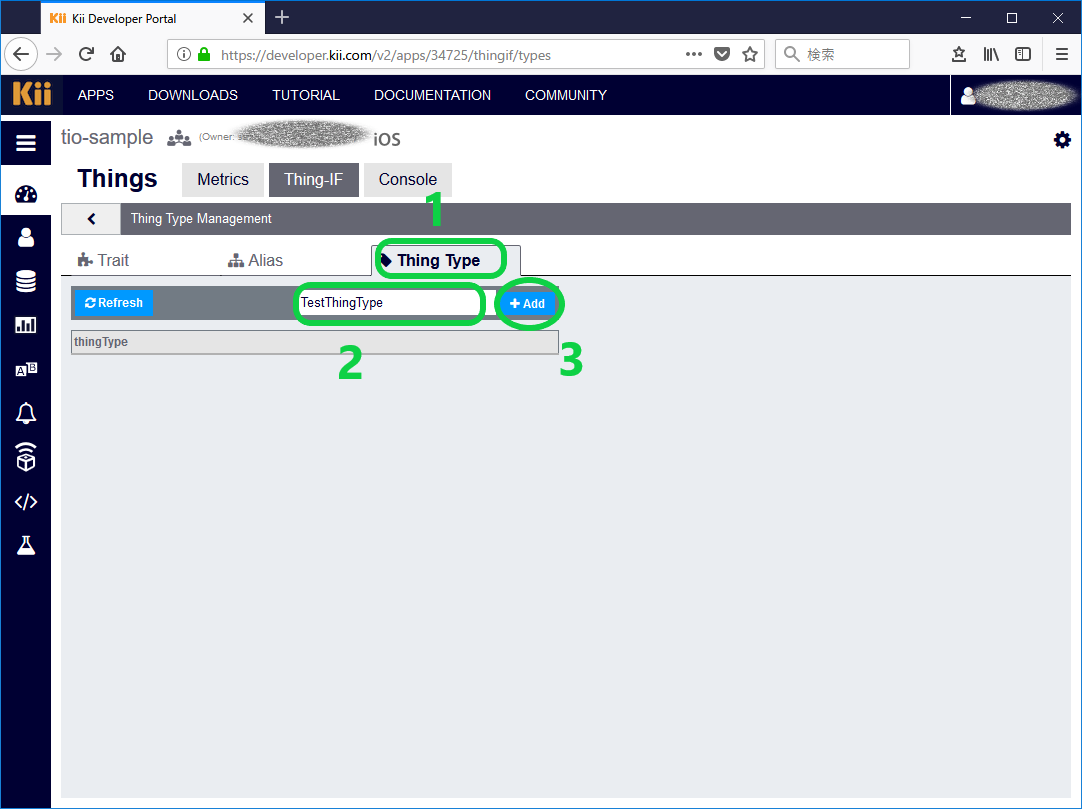 Kii Kii Developer Portal
https://developer.kii.com/v2/apps/34725/thingif/types
検索
Kii APPS DOWNLOADS TUTORIAL DOCUMENTATION COMMUNITY
tio-sample (Owner: iOS
Things Metrics Thing-IF Console
1
Thing Type Management
Trait Alias Thing Type
Refresh TestThingType Add
thingType
2 3
A B